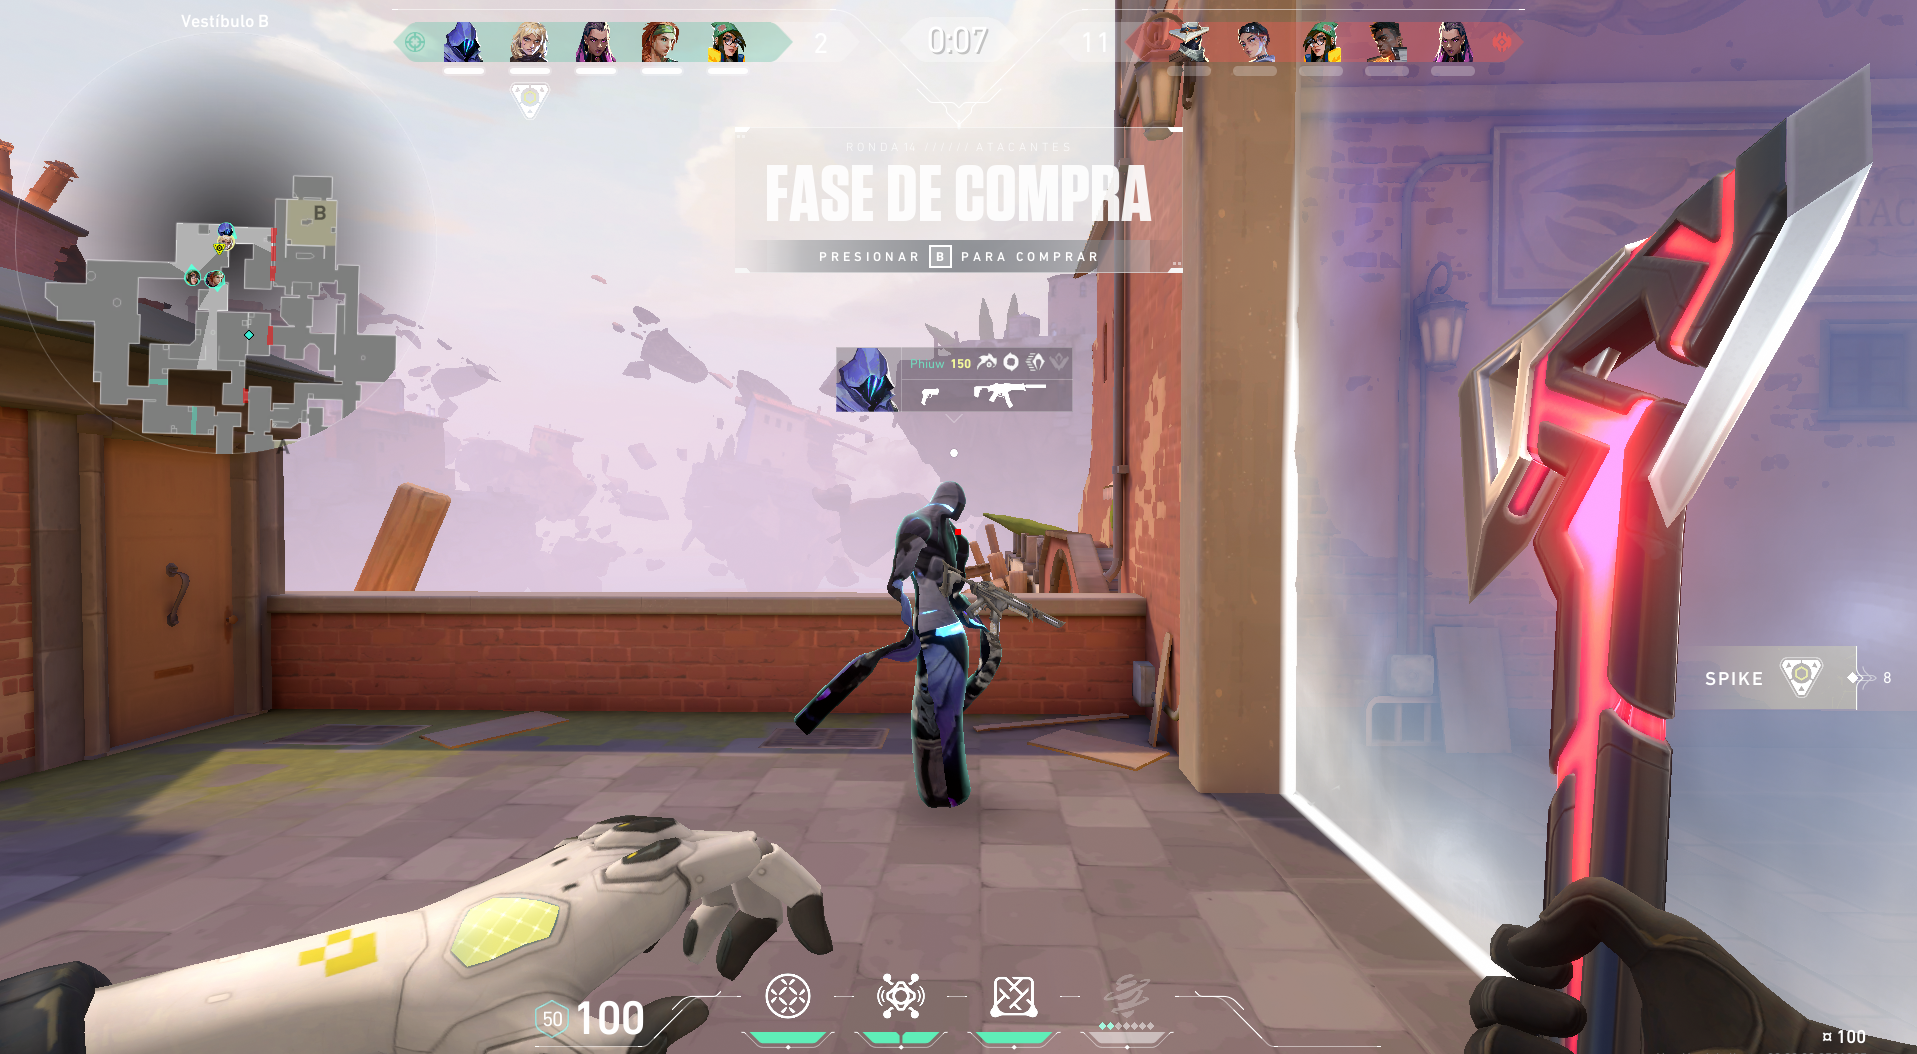 Vestíbulo B
2
0:07
11
RONDA 14 ////// ATACANTES
FASE DE COMPRA
PRESIONAR B PARA COMPRAR
B
A
Phiuw 150
SPIKE
8
50 100
100